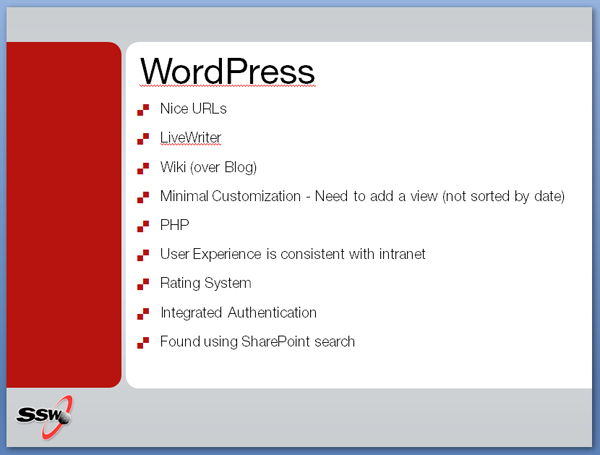 WordPress
Nice URLs
LiveWriter
Wiki (over Blog)
Minimal Customization - Need to add a view (not sorted by date)
PHP
User Experience is consistent with intranet
Rating System
Integrated Authentication
Found using SharePoint search
SSW